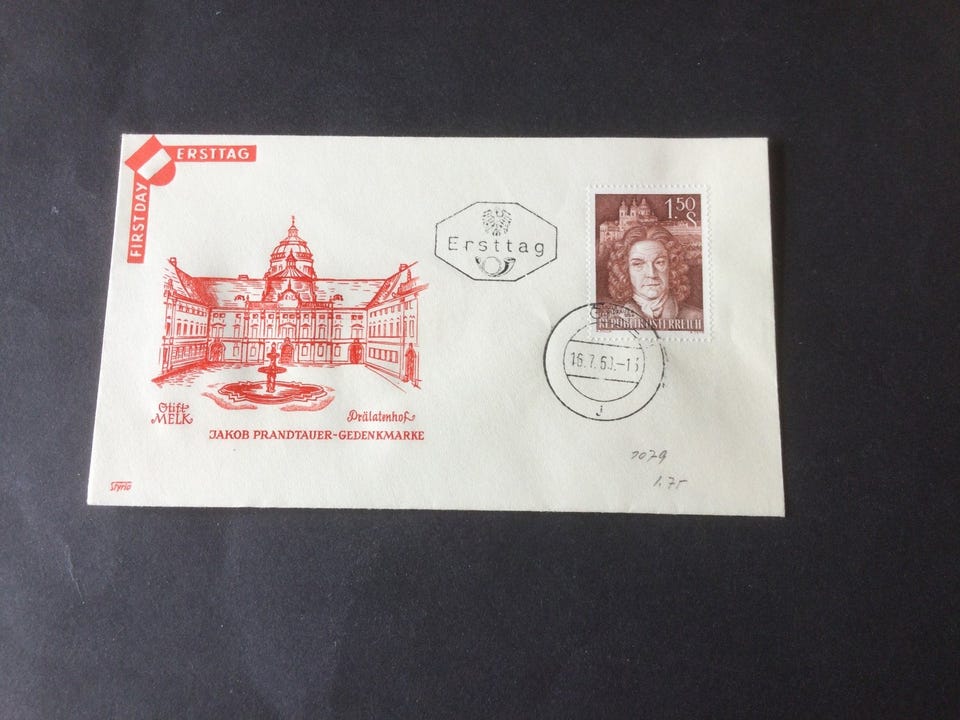 ERSTTAG
FIRST DAY
Ersttag
1.50
S
REPUBLIK ÖSTERREICH
16.7.60.-13
J
Stift
MELK
Prälatenhof
JAKOB PRANDTAUER-GEDENKMARKE
Styria
1079
1.75